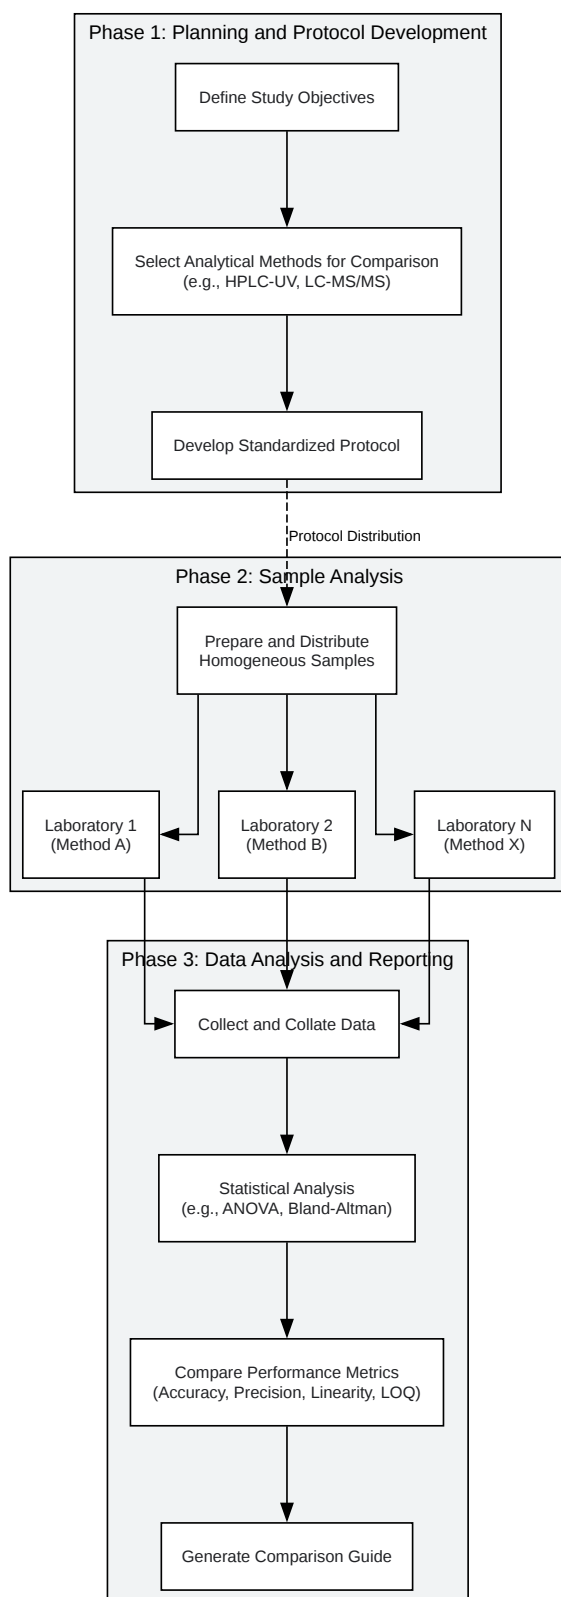 Phase 1: Planning and Protocol Development
Define Study Objectives
Select Analytical Methods for Comparison
(e.g., HPLC-UV, LC-MS/MS)
Develop Standardized Protocol
Protocol Distribution
Phase 2: Sample Analysis
Prepare and Distribute
Homogeneous Samples
Laboratory 1
(Method A)
Laboratory 2
(Method B)
Laboratory N
(Method X)
Phase 3: Data Analysis and Reporting
Collect and Collate Data
Statistical Analysis
(e.g., ANOVA, Bland-Altman)
Compare Performance Metrics
(Accuracy, Precision, Linearity, LOQ)
Generate Comparison Guide